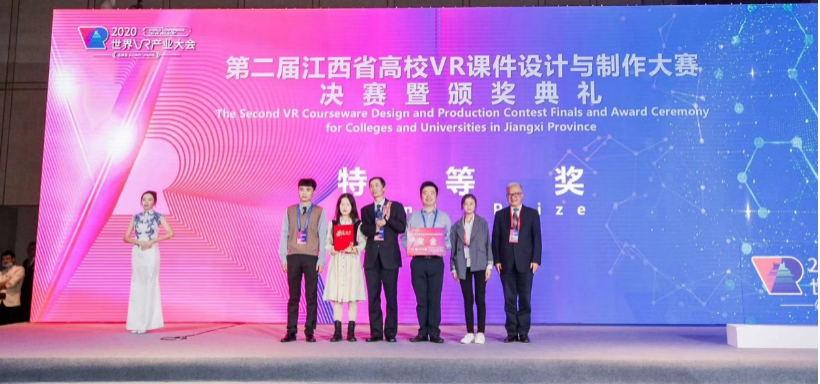 2020
世界VR产业大会
第二届江西省高校VR课件设计与制作大赛
决赛暨颁奖典礼
The Second VR Courseware Design and Production Contest Finals and Award Ceremony
for Colleges and Universities in Jiangxi Province
特等奖
奖金